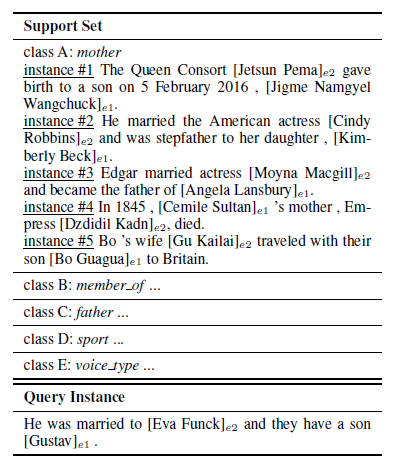 Support Set
class A: mother
instance #1 The Queen Consort [Jetsun Pema]e2 gave
birth to a son on 5 February 2016 , [Jigme Namgyel
Wangchuck]e1.
instance #2 He married the American actress [Cindy
Robbins]e2 and was stepfather to her daughter , [Kim-
berly Beck]e1.
instance #3 Edgar married actress [Moyna Macgill]e2
and became the father of [Angela Lansbury]e1.
instance #4 In 1845 , [Cemile Sultan]e1 's mother , Em-
press [Dzdidil Kadn]e2, died.
instance #5 Bo 's wife [Gu Kailai]e2 traveled with their
son [Bo Guagua]e1 to Britain.
class B: member_of ...
class C: father ...
class D: sport ...
class E: voice_type ...
Query Instance
He was married to [Eva Funck]e2 and they have a son
[Gustav]e1 .